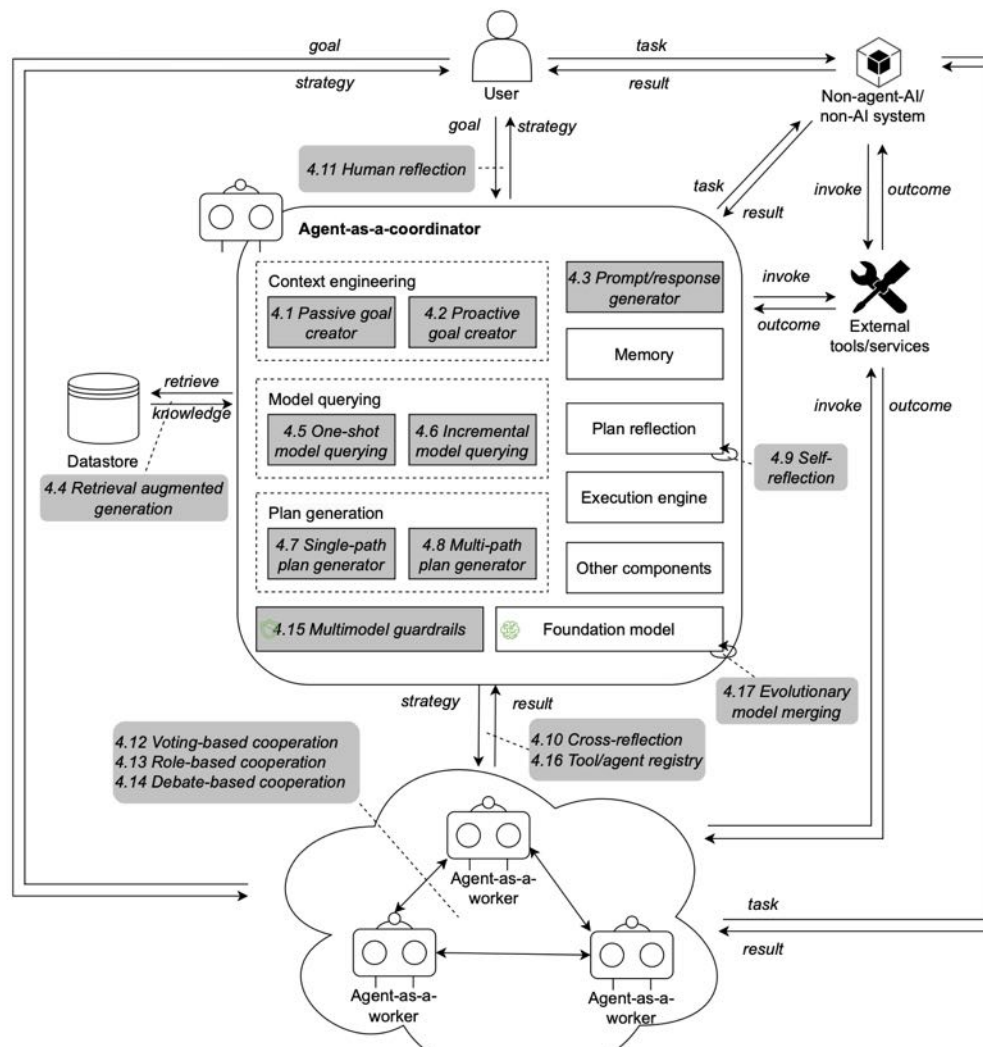 goal
strategy
User
task
result
Non-agent-AI/
non-AI system
goal
strategy
4.11 Human reflection
task
result
invoke
outcome
Agent-as-a-coordinator
Context engineering
4.1 Passive goal
creator
4.2 Proactive
goal creator
4.3 Prompt/response
generator
invoke
outcome
External
tools/services
Memory
retrieve
knowledge
Datastore
4.4 Retrieval augmented
generation
Model querying
4.5 One-shot
model querying
4.6 Incremental
model querying
Plan reflection
4.9 Self-
reflection
invoke
outcome
Execution engine
Plan generation
4.7 Single-path
plan generator
4.8 Multi-path
plan generator
Other components
4.15 Multimodel guardrails
Foundation model
4.17 Evolutionary
model merging
strategy
result
4.12 Voting-based cooperation
4.13 Role-based cooperation
4.14 Debate-based cooperation
4.10 Cross-reflection
4.16 Tool/agent registry
Agent-as-a-
worker
Agent-as-a-
worker
Agent-as-a-
worker
task
result